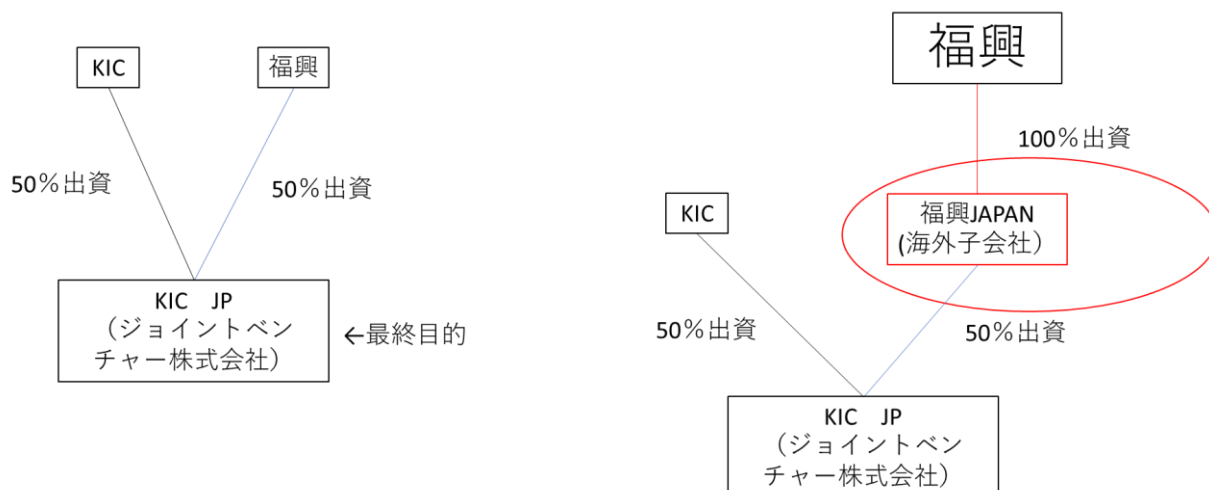 KIC
福興
50％出資
50％出資
KIC　JP
（ジョイントベン
チャー株式会社）
←最終目的
福興
100％出資
福興JAPAN
(海外子会社）
KIC
50％出資
50％出資
KIC　JP
（ジョイントベン
チャー株式会社）